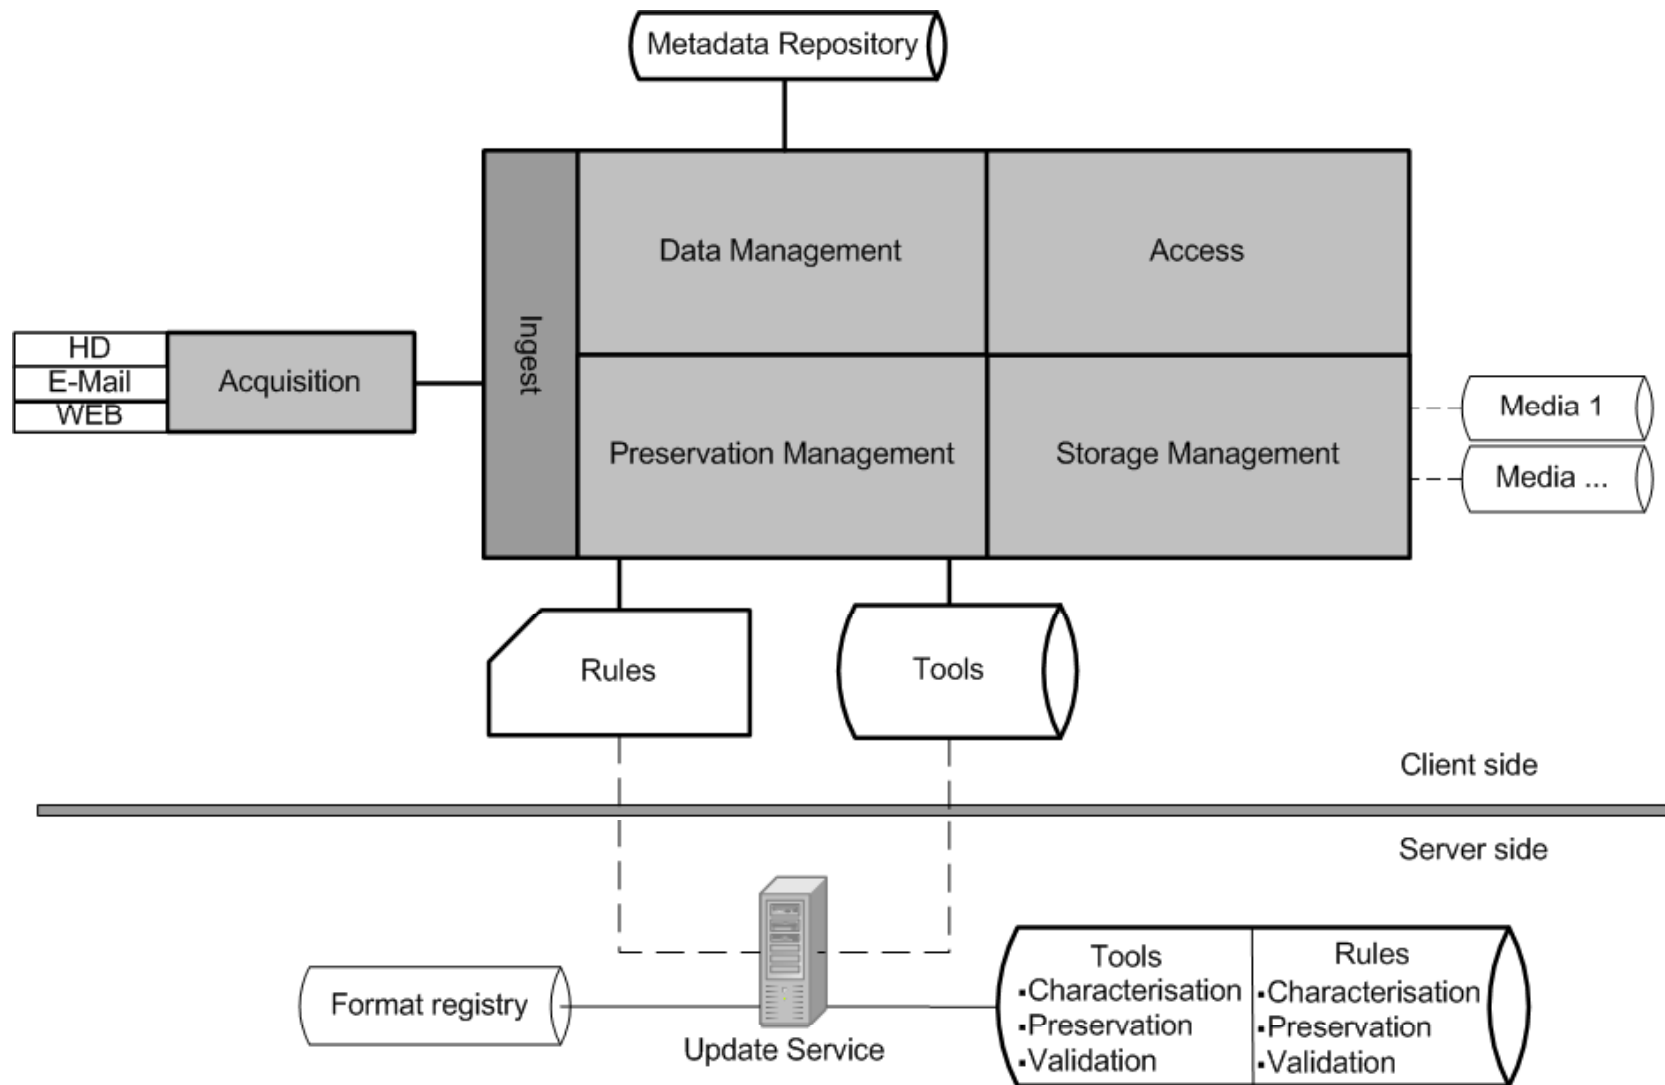 Metadata Repository
Data Management
Access
Ingest
HD
E-Mail
WEB
Acquisition
Preservation Management
Storage Management
Media 1
Media ...
Rules
Tools
Client side
Server side
Format registry
Update Service
Tools
▪Characterisation
▪Preservation
▪Validation
Rules
▪Characterisation
▪Preservation
▪Validation